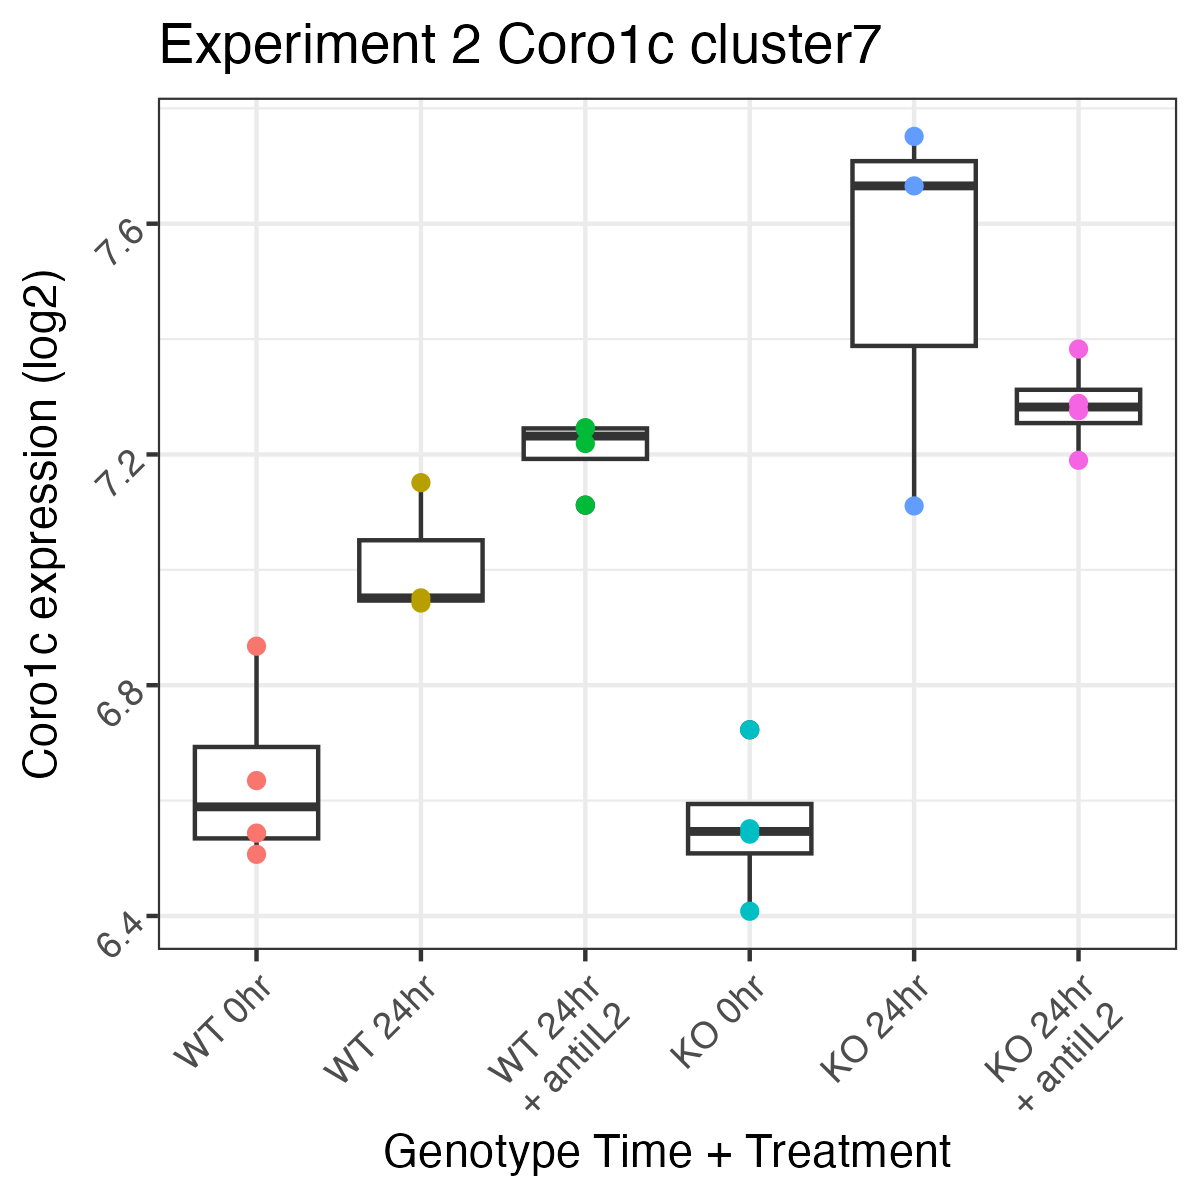 Experiment 2 Coro1c cluster7
Coro1c expression (log2)
7.6
7.2
6.8
6.4
WT 0hr
WT 24hr
WT 24hr
+ antiIL2
KO 0hr
KO 24hr
KO 24hr
+ antiIL2
Genotype Time + Treatment